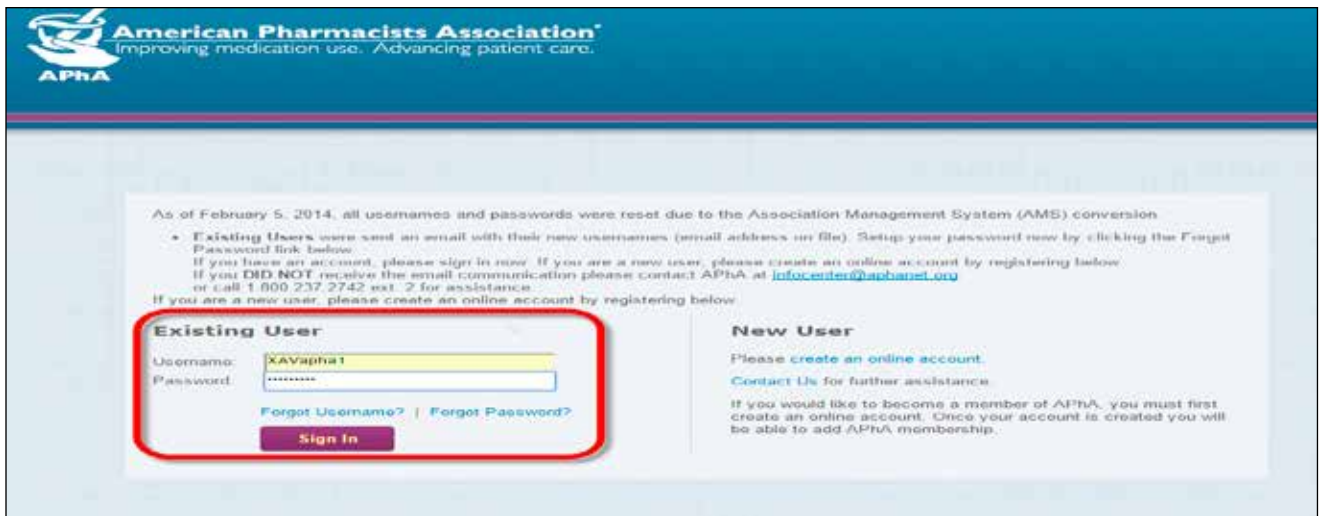 American Pharmacists Association
Improving medication use. Advancing patient care.
APhA
As of February 5, 2014, all usernames and passwords were reset due to the Association Management System (AMS) conversion
• Existing Users were sent an email with their new usernames (email address on file). Setup your password now by clicking the Forgot
Password link below.
If you have an account, please sign in now. If you are a new user, please create an online account by registering below.
If you DID NOT receive the email communication please contact APhA at infocenter@aphanet.org
or call 1.800.237.2742 ext. 2 for assistance.
If you are a new user, please create an online account by registering below.
Existing User
Username: XAVapha1
Password:
Forgot Username? | Forgot Password?
Sign In
New User
Please create an online account.
Contact Us for further assistance.
If you would like to become a member of APhA, you must first
create an online account. Once your account is created you will
be able to add APhA membership.